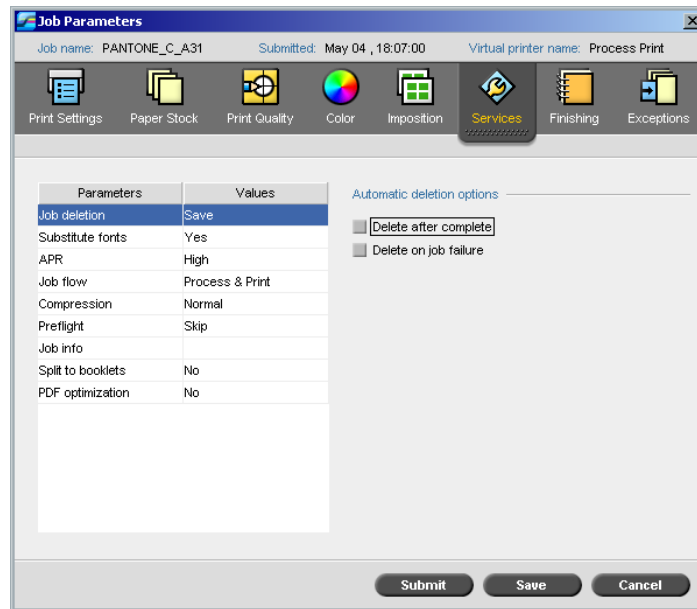 Job Parameters
Job name: PANTONE_C_A31 Submitted: May 04 , 18:07:00 Virtual printer name: Process Print
Print Settings Paper Stock Print Quality Color Imposition Services Finishing Exceptions
Parameters Values
Job deletion Save
Substitute fonts Yes
APR High
Job flow Process & Print
Compression Normal
Preflight Skip
Job info
Split to booklets No
PDF optimization No
Automatic deletion options
Delete after complete
Delete on job failure
Submit Save Cancel